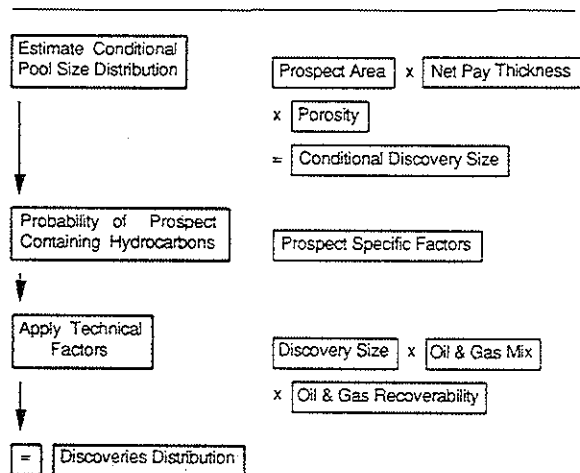 Estimate Conditional
Pool Size Distribution
Prospect Area x Net Pay Thickness
x Porosity
= Conditional Discovery Size
Probability of Prospect
Containing Hydrocarbons
Prospect Specific Factors
Apply Technical
Factors
Discovery Size x Oil & Gas Mix
x Oil & Gas Recoverability
= Discoveries Distribution